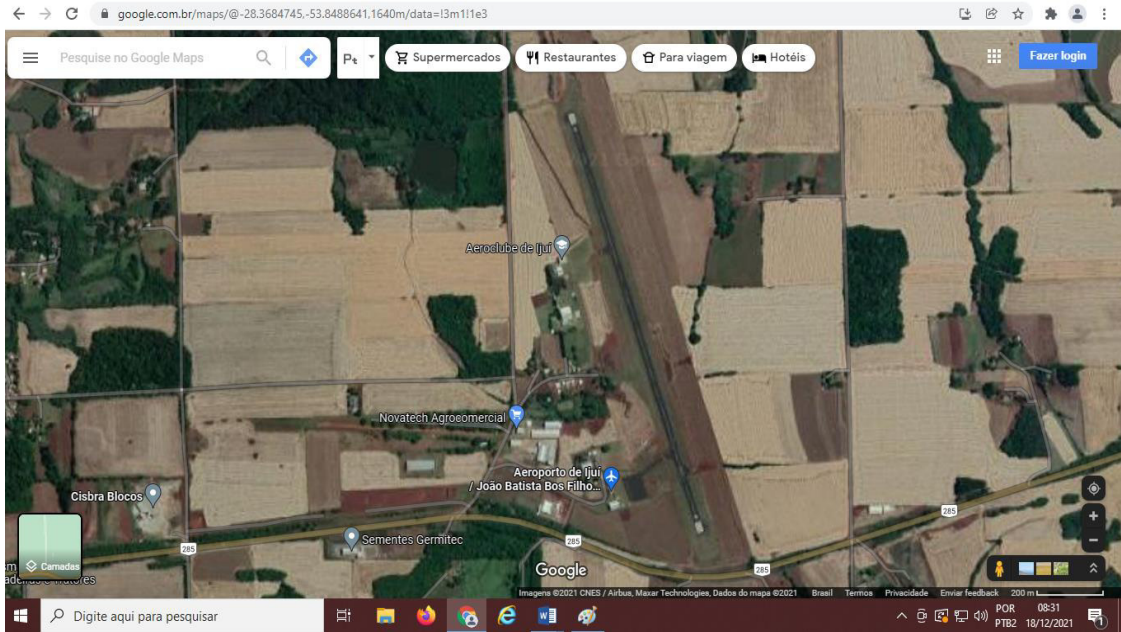 google.com.br/maps/@-28.3684745,-53.8488641,1640m/data=!3m1!1e3
Pesquise no Google Maps
Pt
Supermercados
Restaurantes
Para viagem
Hotéis
Fazer login
Aeroclube de Ijuí
Novatech Agrocomercial
Aeroporto de Ijuí
/ João Batista Bos Filho...
Cisbra Blocos
285
Sementes Germitec
285
285
285
Camadas
Google
Imagens ©2021 CNES / Airbus, Maxar Technologies, Dados do mapa ©2021 Brasil Termos Privacidade Enviar feedback 200 m
Digite aqui para pesquisar
POR
PTB2
08:31
18/12/2021